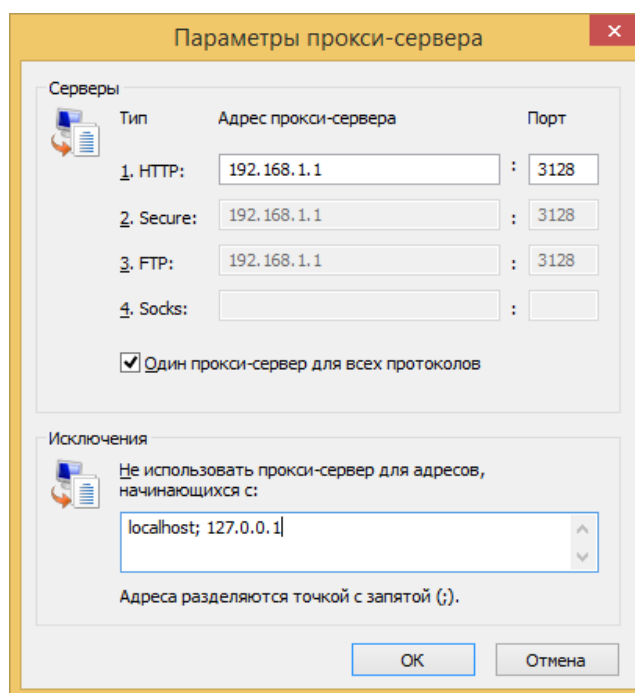 Параметры прокси-сервера
Серверы
Тип Адрес прокси-сервера Порт
1. HTTP: 192.168.1.1 : 3128
2. Secure: 192.168.1.1 : 3128
3. FTP: 192.168.1.1 : 3128
4. Socks: :
Один прокси-сервер для всех протоколов
Исключения
Не использовать прокси-сервер для адресов,
начинающихся с:
localhost; 127.0.0.1
Адреса разделяются точкой с запятой (;).
ОК Отмена